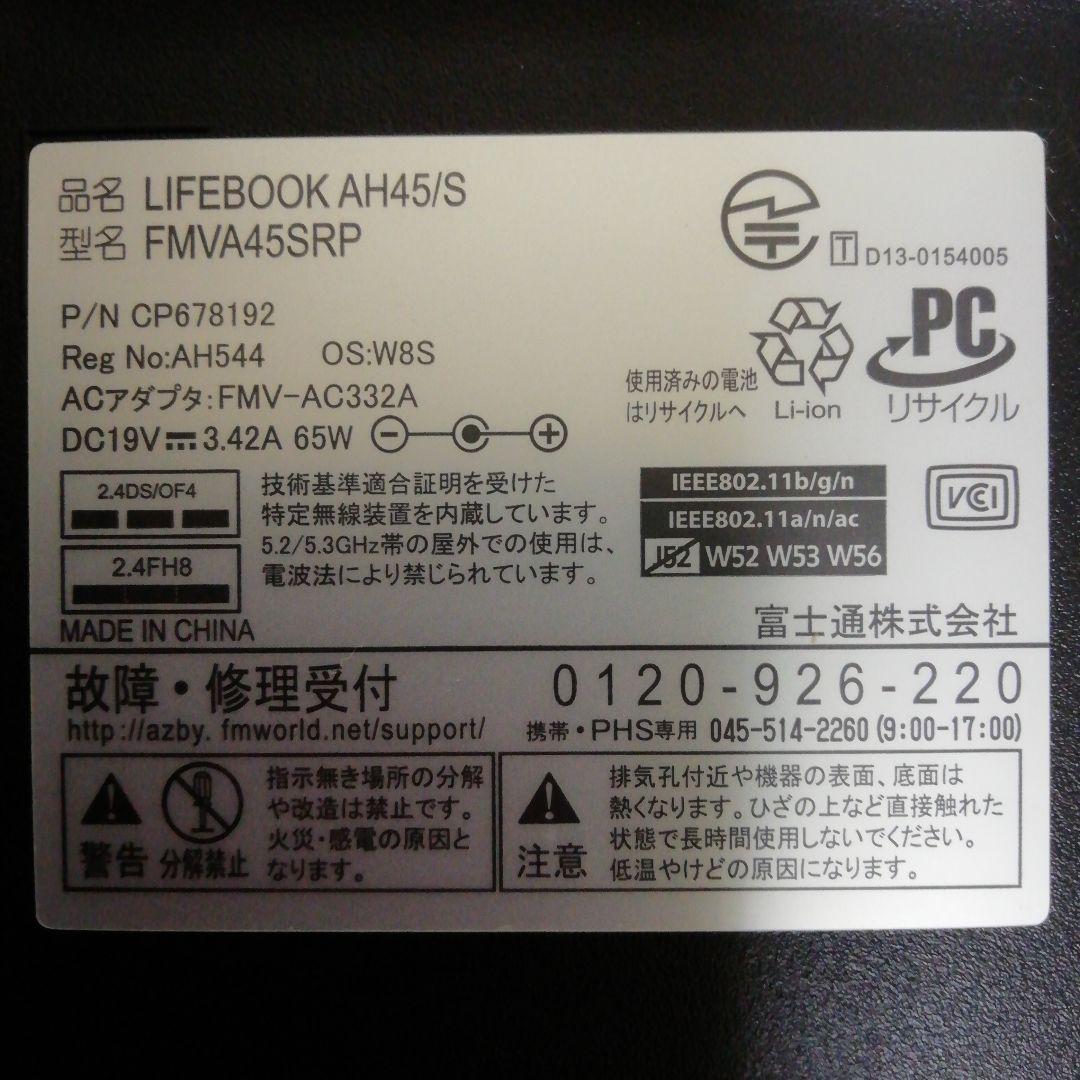 品名 LIFEBOOK AH45/S
型名 FMVA45SRP
T D13-0154005
P/N CP678192
Reg No:AH544 OS:W8S
ACアダプタ:FMV-AC332A
DC19V 3.42A 65W
使用済みの電池
はリサイクルへ
Li-ion
PC
リサイクル
2.4DS/OF4
2.4FH8
技術基準適合証明を受けた
特定無線装置を内蔵しています。
5.2/5.3GHz帯の屋外での使用は、
電波法により禁じられています。
IEEE802.11b/g/n
IEEE802.11a/n/ac
J52 W52 W53 W56
VCCI
MADE IN CHINA
富士通株式会社
故障・修理受付 0120-926-220
http://azby.fmworld.net/support/ 携帯・PHS専用 045-514-2260 (9:00-17:00)
警告
分解禁止
指示無き場所の分解
や改造は禁止です。
火災・感電の原因と
なります。
注意
排気孔付近や機器の表面、底面は
熱くなります。ひざの上など直接触れた
状態で長時間使用しないでください。
低温やけどの原因になります。